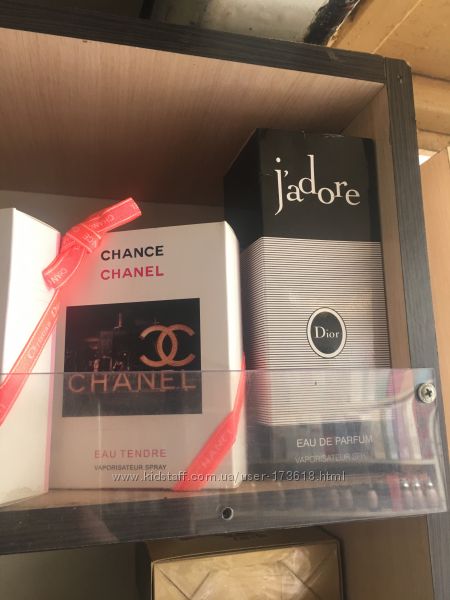 CHANCE
CHANEL
CHANEL
EAU TENDRE
VAPORISATEUR SPRAY
j'adore
Dior
EAU DE PARFUM
VAPORISATEUR
www.kidstaff.com.ua/user-173618.html